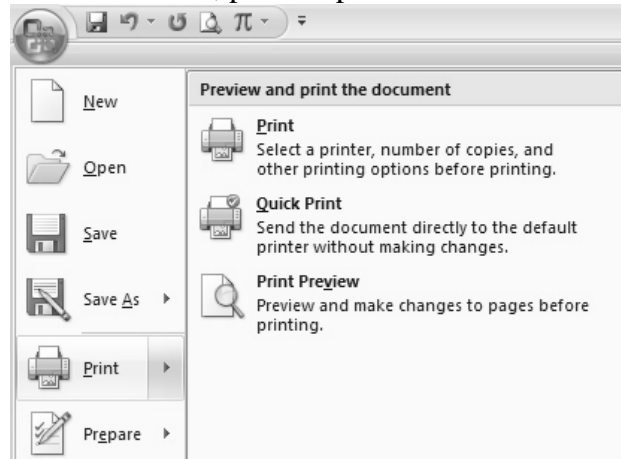 π
New
Open
Save
Save As
Print
Prepare
Preview and print the document
Print
Select a printer, number of copies, and
other printing options before printing.
Quick Print
Send the document directly to the default
printer without making changes.
Print Preview
Preview and make changes to pages before
printing.